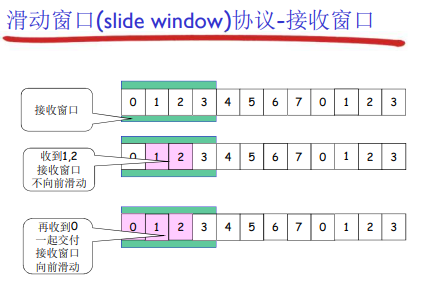 滑动窗口(slide window)协议-接收窗口
接收窗口
0 1 2 3 4 5 6 7 0 1 2 3
收到1,2
接收窗口
不向前滑动
0 1 2 3 4 5 6 7 0 1 2 3
再收到0
一起交付
接收窗口
向前滑动
0 1 2 3 4 5 6 7 0 1 2 3